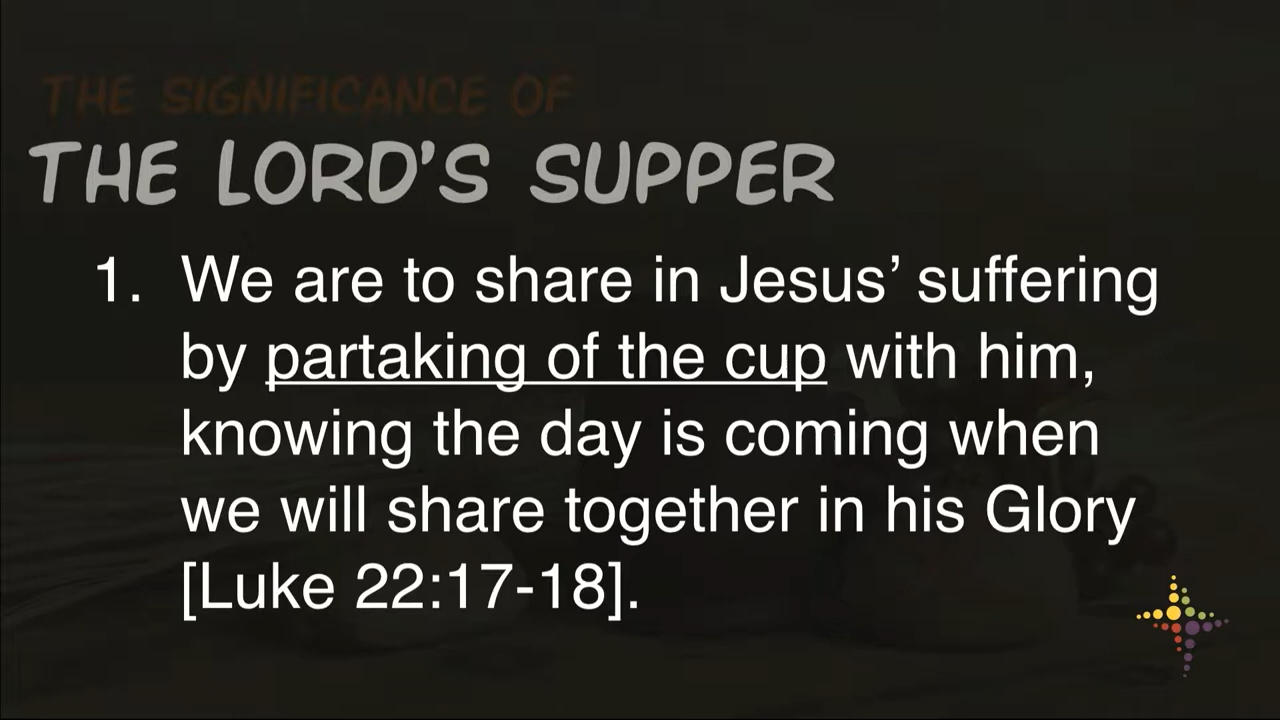 THE SIGNIFICANCE OF
THE LORD'S SUPPER
1. We are to share in Jesus’ suffering
by partaking of the cup with him,
knowing the day is coming when
we will share together in his Glory
[Luke 22:17-18].